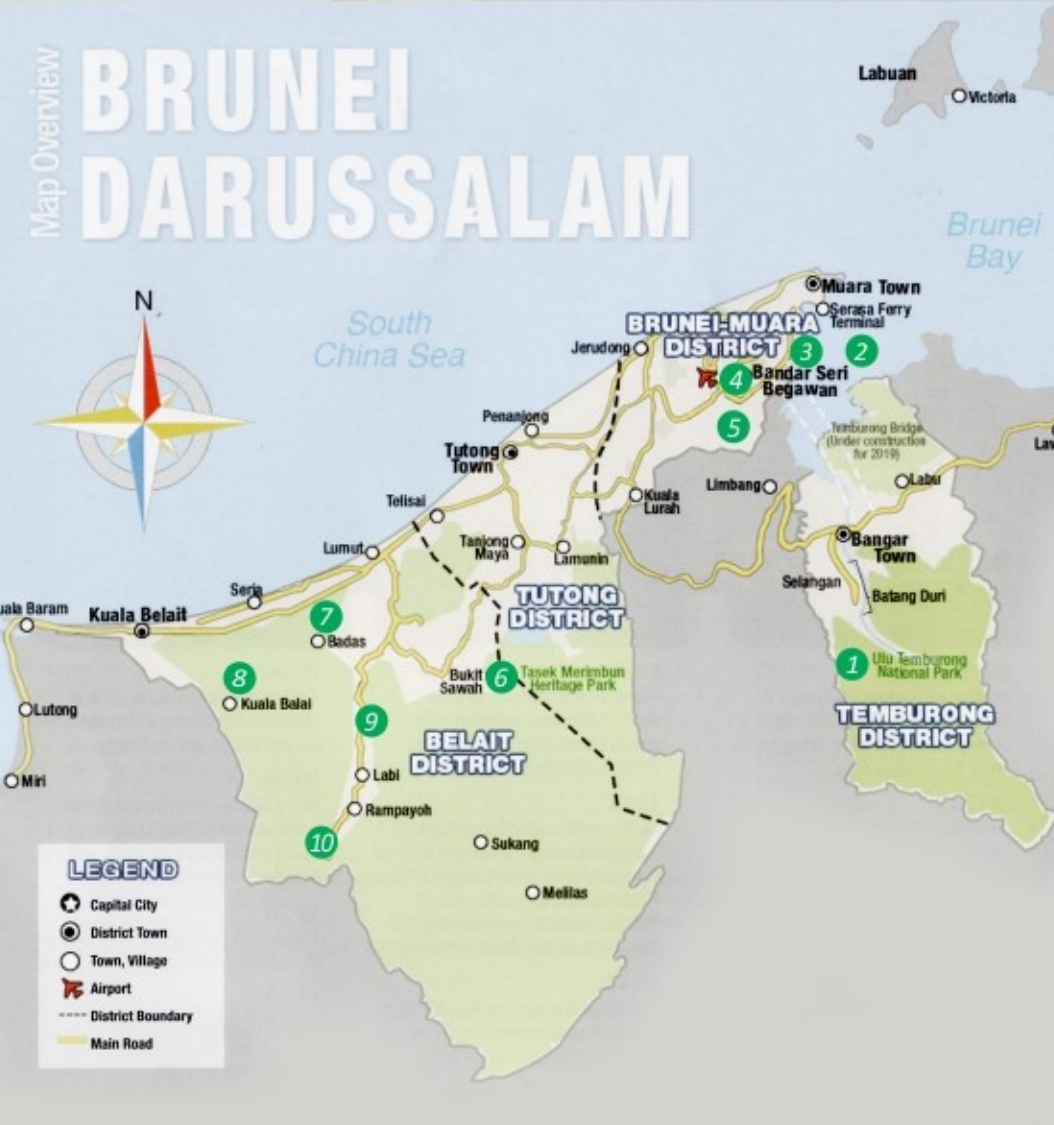 Map Overview
BRUNEI
DARUSSALAM
Labuan
Victoria
Brunei
Bay
N
South
China Sea
Muara Town
Serasa Ferry
Terminal
BRUNEI-MUARA
DISTRICT
Jerudong
3
2
4
Bandar Seri
Begawan
5
Penanjong
Tutong
Town
Temburong Bridge
(Under construction
for 2019)
Law
Labu
Limbang
Kuala
Lurah
Telisai
Bangar
Town
Tanjong
Maya
Lamunin
Lumut
Selangan
Batang Duri
Seria
TUTONG
DISTRICT
uala Baram
Kuala Belait
7
Badas
1
Ulu Temburong
National Park
8
Kuala Balai
Bukit
Sawah
6
Tasek Merimbun
Heritage Park
Lutong
9
TEMBURONG
DISTRICT
BELAIT
DISTRICT
Miri
Labi
Rampayoh
10
Sukang
Melilas
LEGEND
Capital City
District Town
Town, Village
Airport
District Boundary
Main Road